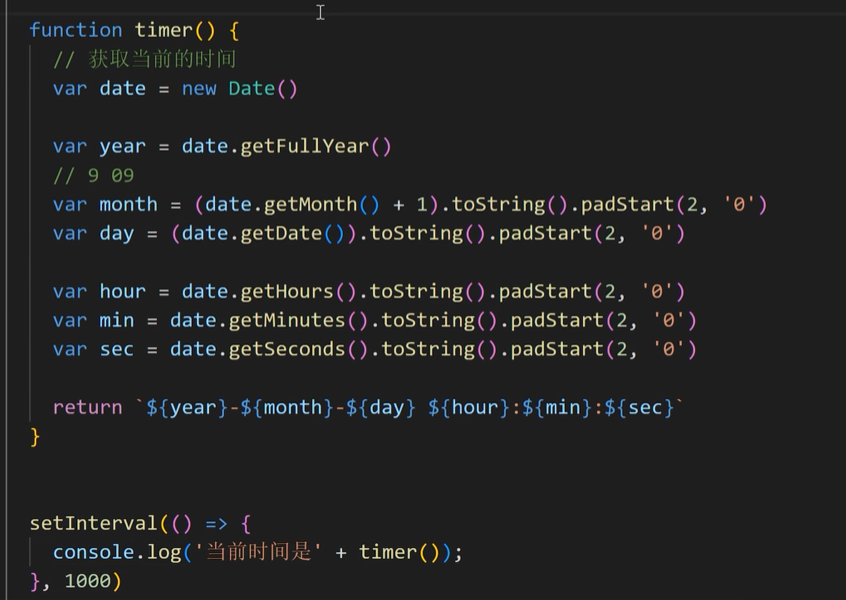 function timer() {
// 获取当前的时间
var date = new Date()
var year = date.getFullYear()
// 9 09
var month = (date.getMonth() + 1).toString().padStart(2, '0')
var day = (date.getDate()).toString().padStart(2, '0')
var hour = date.getHours().toString().padStart(2, '0')
var min = date.getMinutes().toString().padStart(2, '0')
var sec = date.getSeconds().toString().padStart(2, '0')
return `${year}-${month}-${day} ${hour}:${min}:${sec}`
}
setInterval(() => {
console.log('当前时间是' + timer());
}, 1000)